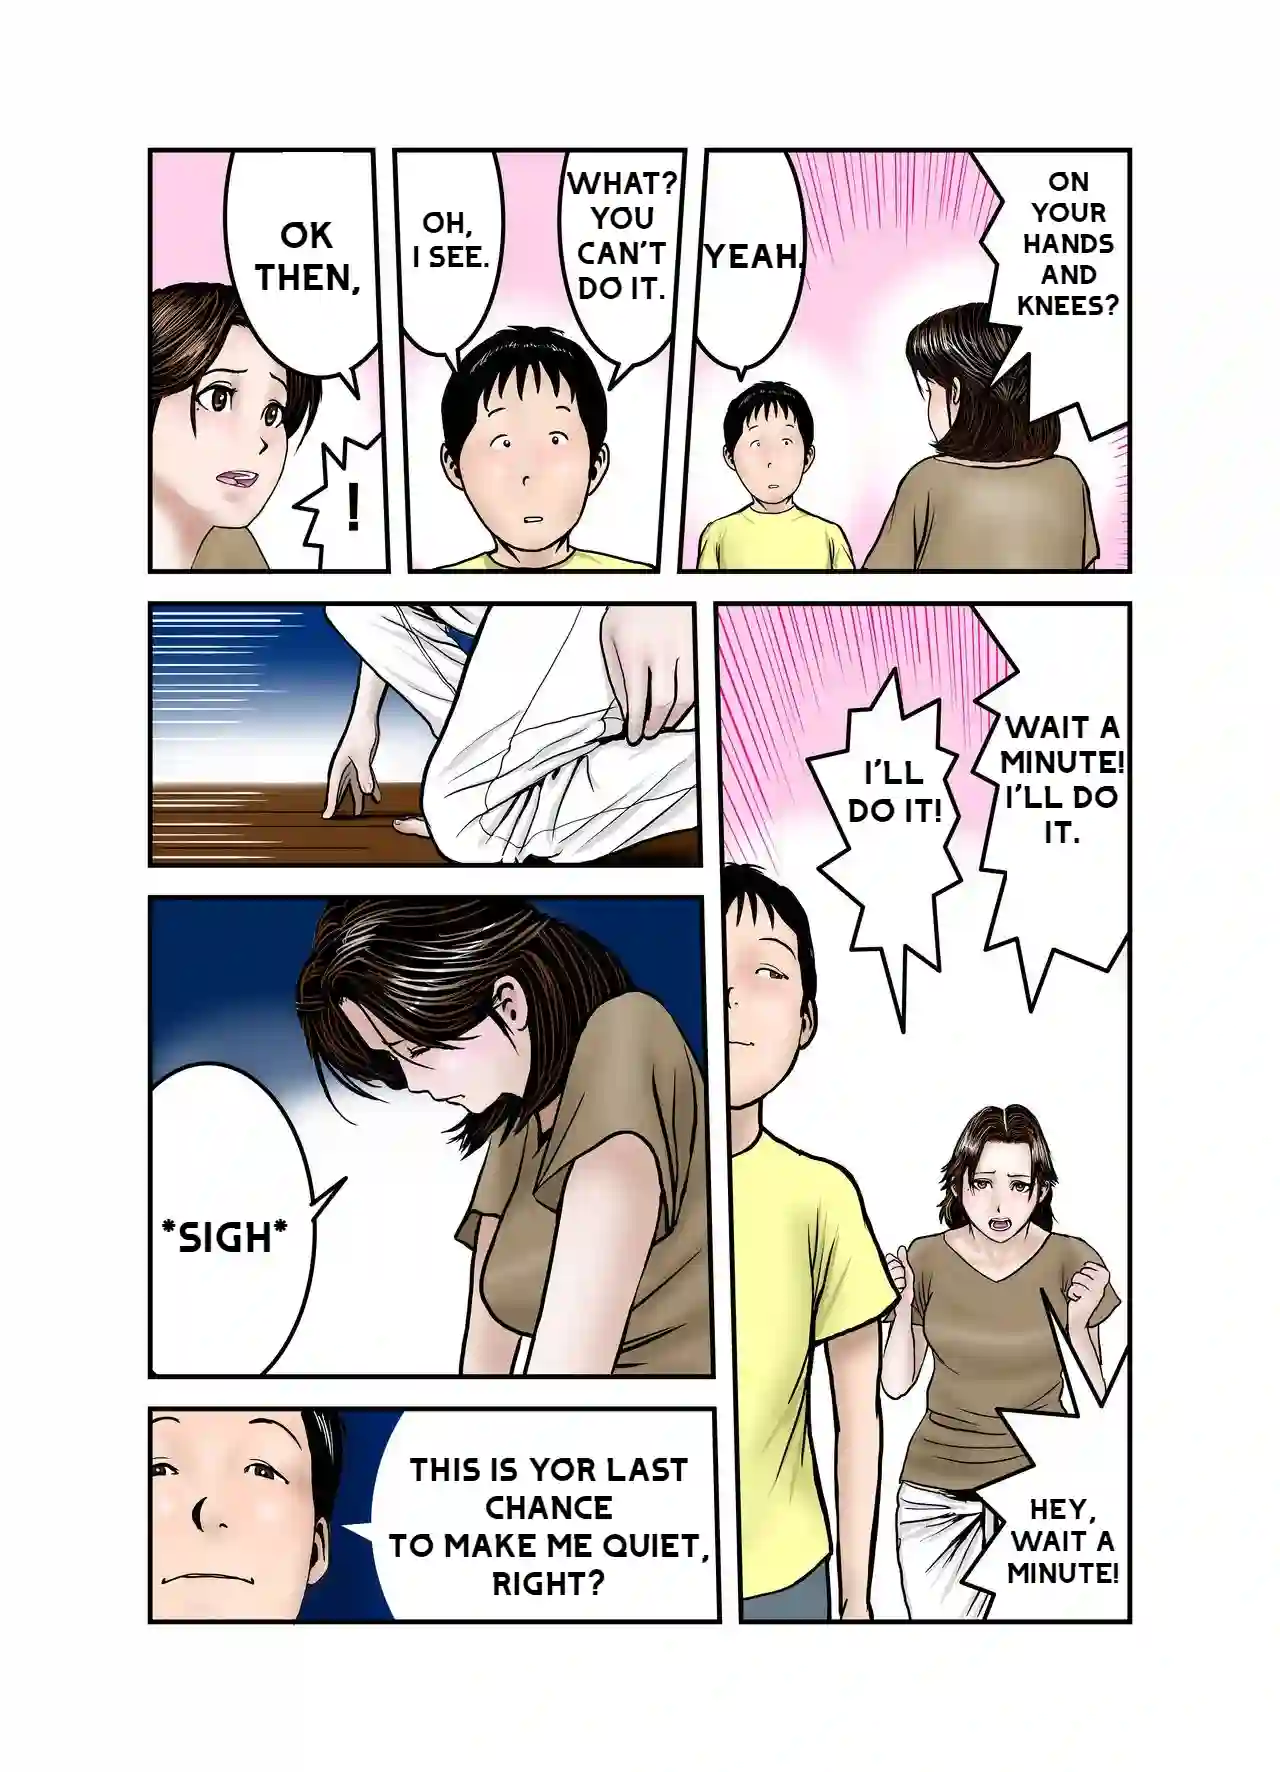 ON
YOUR
HANDS
AND
KNEES?
YEAH.
WHAT?
YOU
CAN'T
DO IT.
OH,
I SEE.
OK
THEN,
!
WAIT A
MINUTE!
I'LL DO
IT.
I'LL
DO IT!
HEY,
WAIT A
MINUTE!
*SIGH*
THIS IS YOR LAST
CHANCE
TO MAKE ME QUIET,
RIGHT?